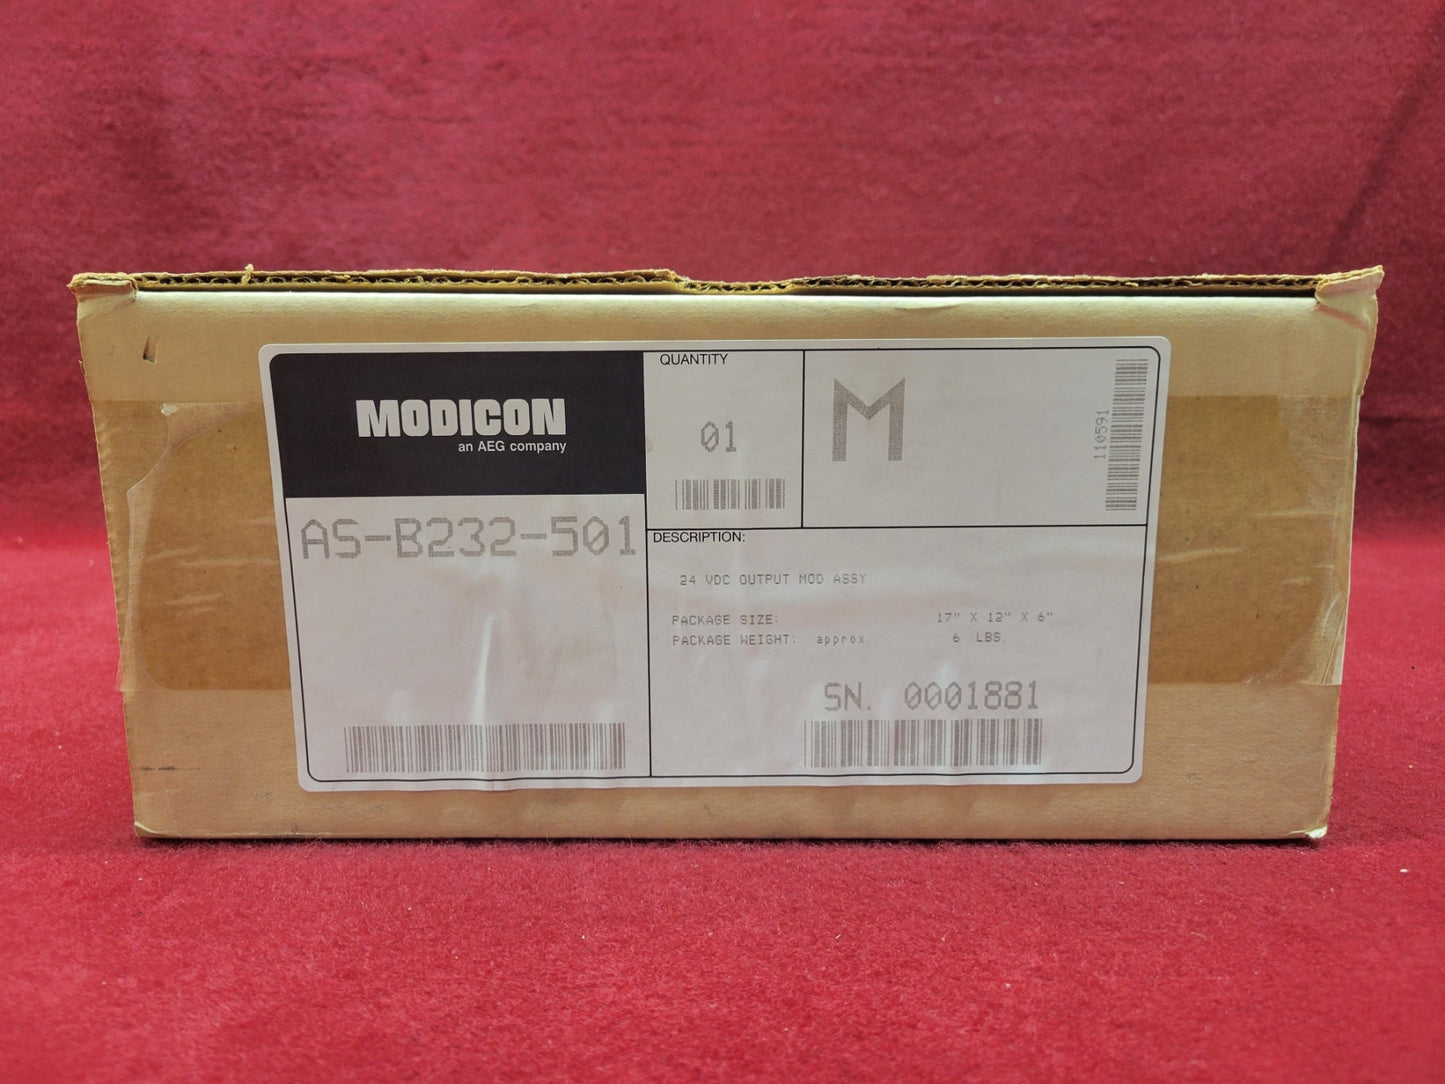 MODICON
an AEG company
AS-B232-501
QUANTITY
01
M
110591
DESCRIPTION:
24 VDC OUTPUT MOD ASSY
PACKAGE SIZE: 17" X 12" X 6"
PACKAGE WEIGHT: approx. 6 LBS.
SN. 0001881